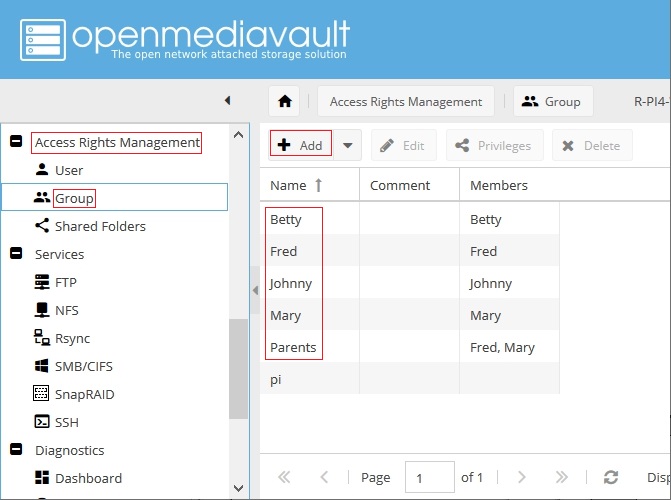 openmediavault
The open network attached storage solution
Access Rights Management
Group
R-PI4-
Access Rights Management
User
Group
Shared Folders
Services
FTP
NFS
Rsync
SMB/CIFS
SnapRAID
SSH
Diagnostics
Dashboard
Add
Edit
Privileges
Delete
Name Comment Members
Betty Betty
Fred Fred
Johnny Johnny
Mary Mary
Parents Fred, Mary
pi
Page 1 of 1
Disp